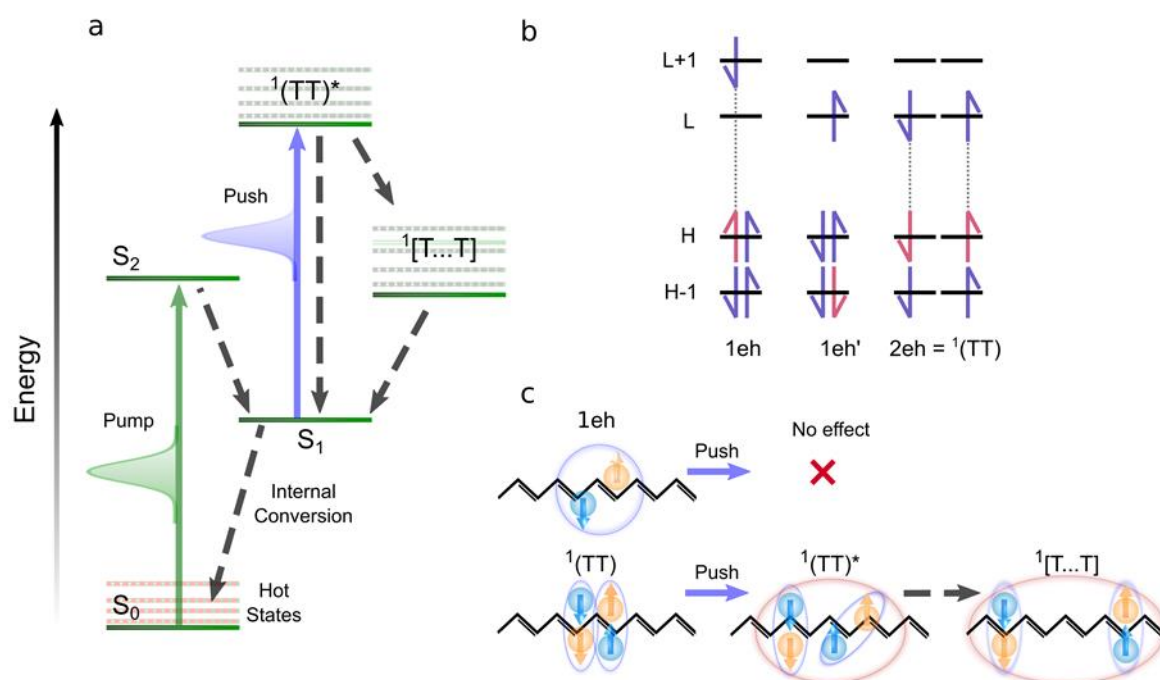 a
Energy
¹(TT)*
Push
¹[T...T]
S₂
Pump
S₁
Internal
Conversion
S₀
Hot
States
b
L+1
L
H
H-1
1eh
1eh'
2eh = ¹(TT)
c
1eh
Push
No effect
¹(TT)
Push
¹(TT)*
¹[T...T]